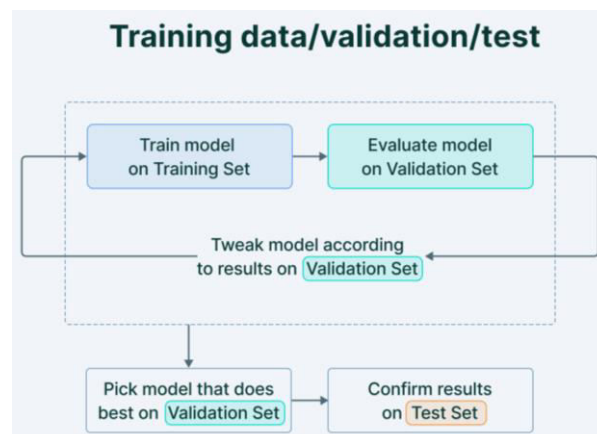 Training data/validation/test
Train model
on Training Set
Evaluate model
on Validation Set
Tweak model according
to results on Validation Set
Pick model that does
best on Validation Set
Confirm results
on Test Set